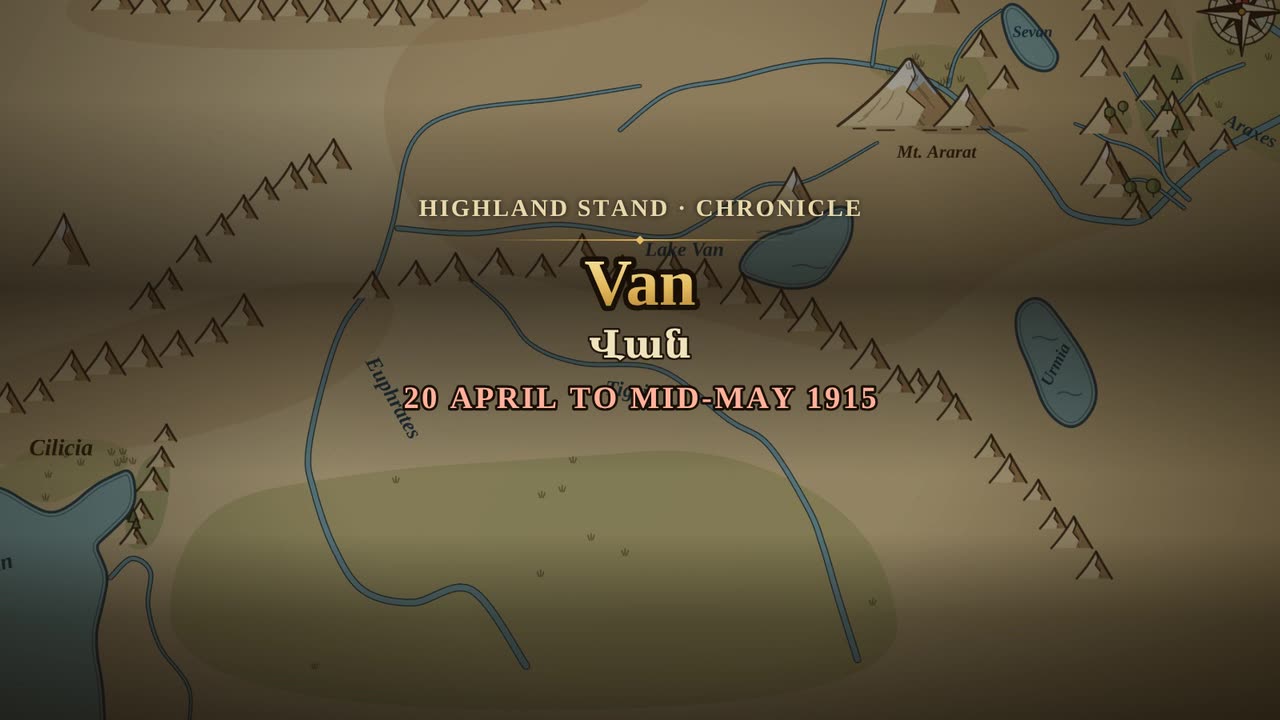 Sevan
Araxes
Mt. Ararat
HIGHLAND STAND · CHRONICLE
Lake Van
Van
Վան
Urmia
Euphrates
20 APRIL TO MID-MAY 1915
Cilicia